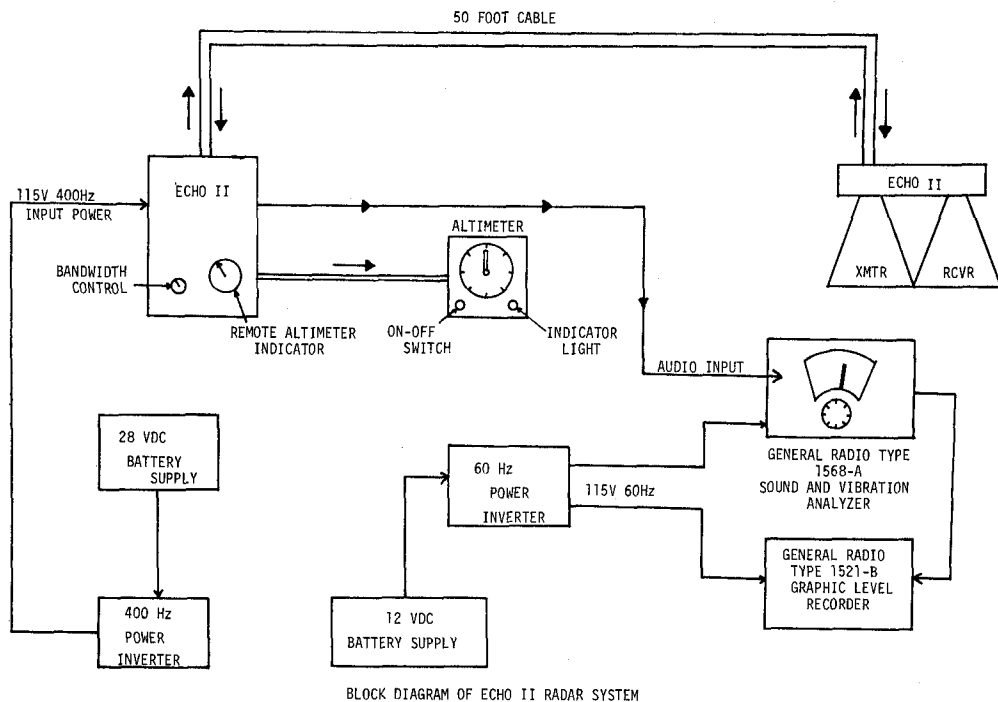 50 FOOT CABLE
ECHO II
115V 400Hz
INPUT POWER
BANDWIDTH
CONTROL
REMOTE ALTIMETER
INDICATOR
ALTIMETER
ON-OFF
SWITCH
INDICATOR
LIGHT
ECHO II
XMTR
RCVR
AUDIO INPUT
GENERAL RADIO TYPE
1568-A
SOUND AND VIBRATION
ANALYZER
28 VDC
BATTERY
SUPPLY
60 Hz
POWER
INVERTER
115V 60Hz
GENERAL RADIO
TYPE 1521-B
GRAPHIC LEVEL
RECORDER
400 Hz
POWER
INVERTER
12 VDC
BATTERY SUPPLY
BLOCK DIAGRAM OF ECHO II RADAR SYSTEM